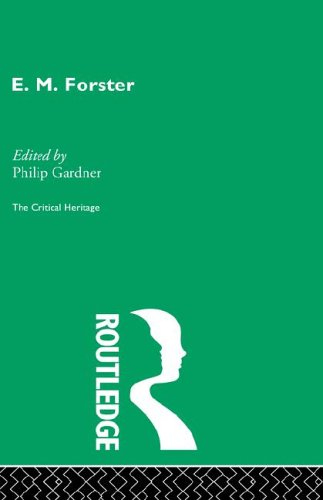 E. M. Forster
Edited by
Philip Gardner
The Critical Heritage
ROUTLEDGE